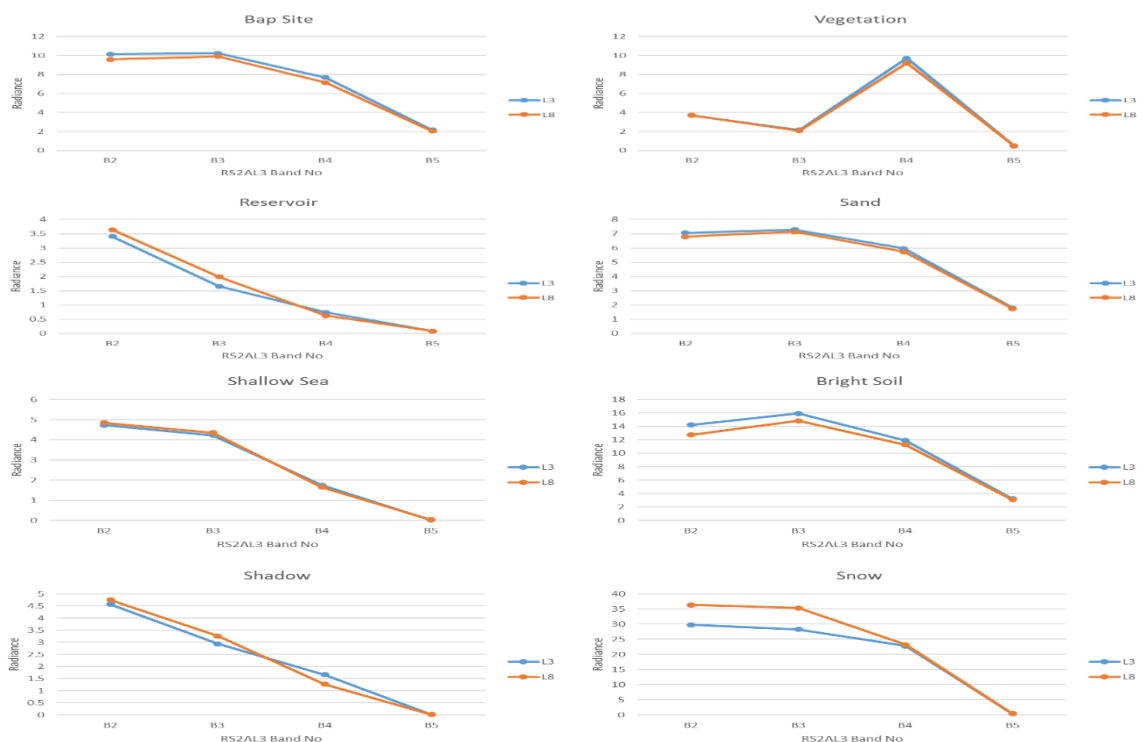 Bap Site
12
10
8
6
4
2
0
Radiance
B2 B3 B4 B5
RS2AL3 Band No
L3
L8
Vegetation
12
10
8
6
4
2
0
Radiance
B2 B3 B4 B5
RS2AL3 Band No
L3
L8
Reservoir
4
3.5
3
2.5
2
1.5
1
0.5
0
Radiance
B2 B3 B4 B5
RS2AL3 Band No
L3
L8
Sand
8
7
6
5
4
3
2
1
0
Radiance
B2 B3 B4 B5
RS2AL3 Band No
L3
L8
Shallow Sea
6
5
4
3
2
1
0
Radiance
B2 B3 B4 B5
RS2AL3 Band No
L3
L8
Bright Soil
18
16
14
12
10
8
6
4
2
0
Radiance
B2 B3 B4 B5
RS2AL3 Band No
L3
L8
Shadow
5
4.5
4
3.5
3
2.5
2
1.5
1
0.5
0
Radiance
B2 B3 B4 B5
RS2AL3 Band No
L3
L8
Snow
40
35
30
25
20
15
10
5
0
Radiance
B2 B3 B4 B5
RS2AL3 Band No
L3
L8